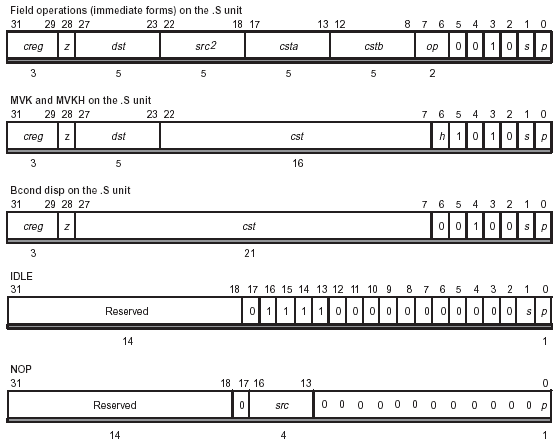 Field operations (immediate forms) on the .S unit
31 29 28 27 23 22 18 17 13 12 8 7 6 5 4 3 2 1 0
creg z dst src2 csta cstb op 0 0 1 0 s p
3 5 5 5 5 2
MVK and MVKH on the .S unit
31 29 28 27 23 22 7 6 5 4 3 2 1 0
creg z dst cst h 1 0 1 0 s p
3 5 16
Bcond disp on the .S unit
31 29 28 27 7 6 5 4 3 2 1 0
creg z cst 0 0 1 0 0 s p
3 21
IDLE
31 18 17 16 15 14 13 12 11 10 9 8 7 6 5 4 3 2 1 0
Reserved 0 1 1 1 1 0 0 0 0 0 0 0 0 0 0 0 s p
14 1
NOP
31 18 17 16 13 0
Reserved 0 src 0 0 0 0 0 0 0 0 0 0 0 0 p
14 4 1